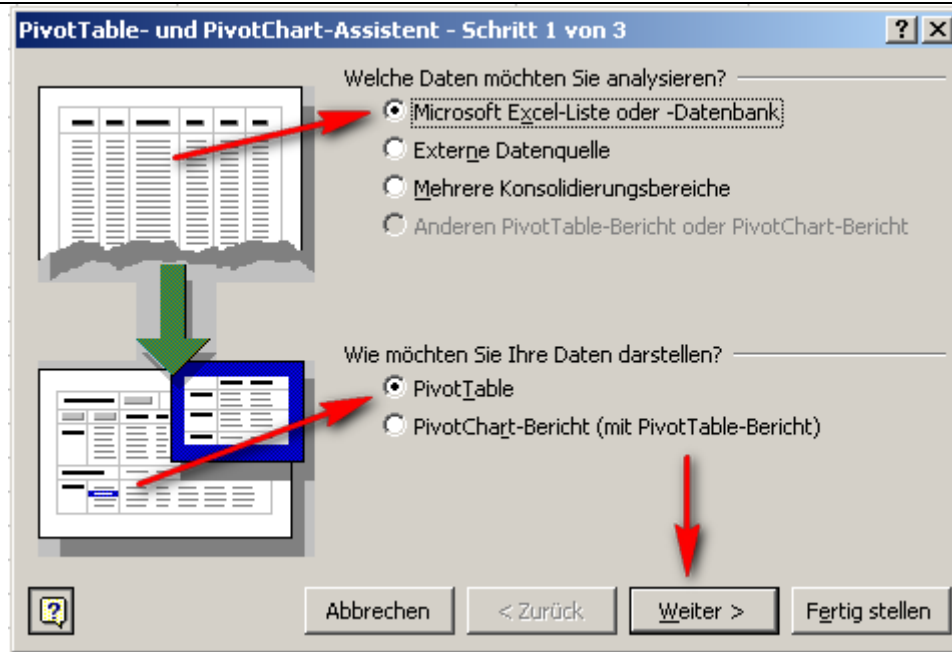 PivotTable- und PivotChart-Assistent - Schritt 1 von 3
Welche Daten möchten Sie analysieren?
Microsoft Excel-Liste oder -Datenbank
Externe Datenquelle
Mehrere Konsolidierungsbereiche
Anderen PivotTable-Bericht oder PivotChart-Bericht
Wie möchten Sie Ihre Daten darstellen?
PivotTable
PivotChart-Bericht (mit PivotTable-Bericht)
Abbrechen
< Zurück
Weiter >
Fertig stellen